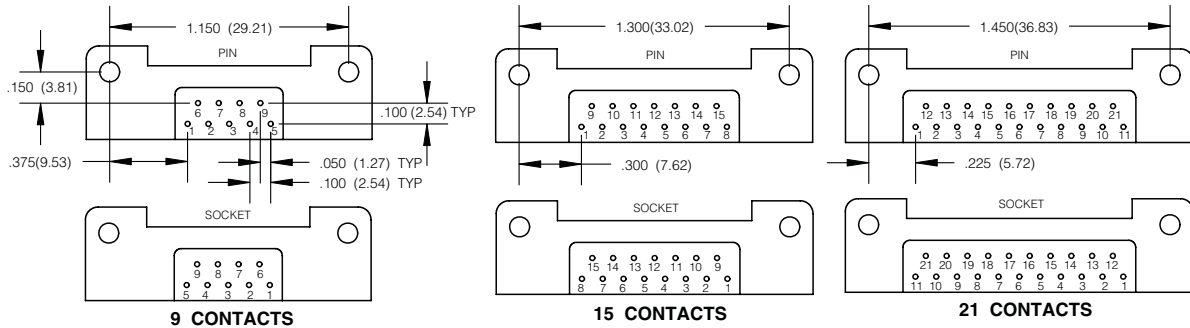 1.150 (29.21)
PIN
.150 (3.81)
6 7 8 9
1 2 3 4 5
.100 (2.54) TYP
.375(9.53)
.050 (1.27) TYP
.100 (2.54) TYP
SOCKET
9 8 7 6
5 4 3 2 1
9 CONTACTS
1.300(33.02)
PIN
9 10 11 12 13 14 15
1 2 3 4 5 6 7 8
.300 (7.62)
SOCKET
15 14 13 12 11 10 9
8 7 6 5 4 3 2 1
15 CONTACTS
1.450(36.83)
PIN
12 13 14 15 16 17 18 19 20 21
1 2 3 4 5 6 7 8 9 10 11
.225 (5.72)
SOCKET
21 20 19 18 17 16 15 14 13 12
11 10 9 8 7 6 5 4 3 2 1
21 CONTACTS